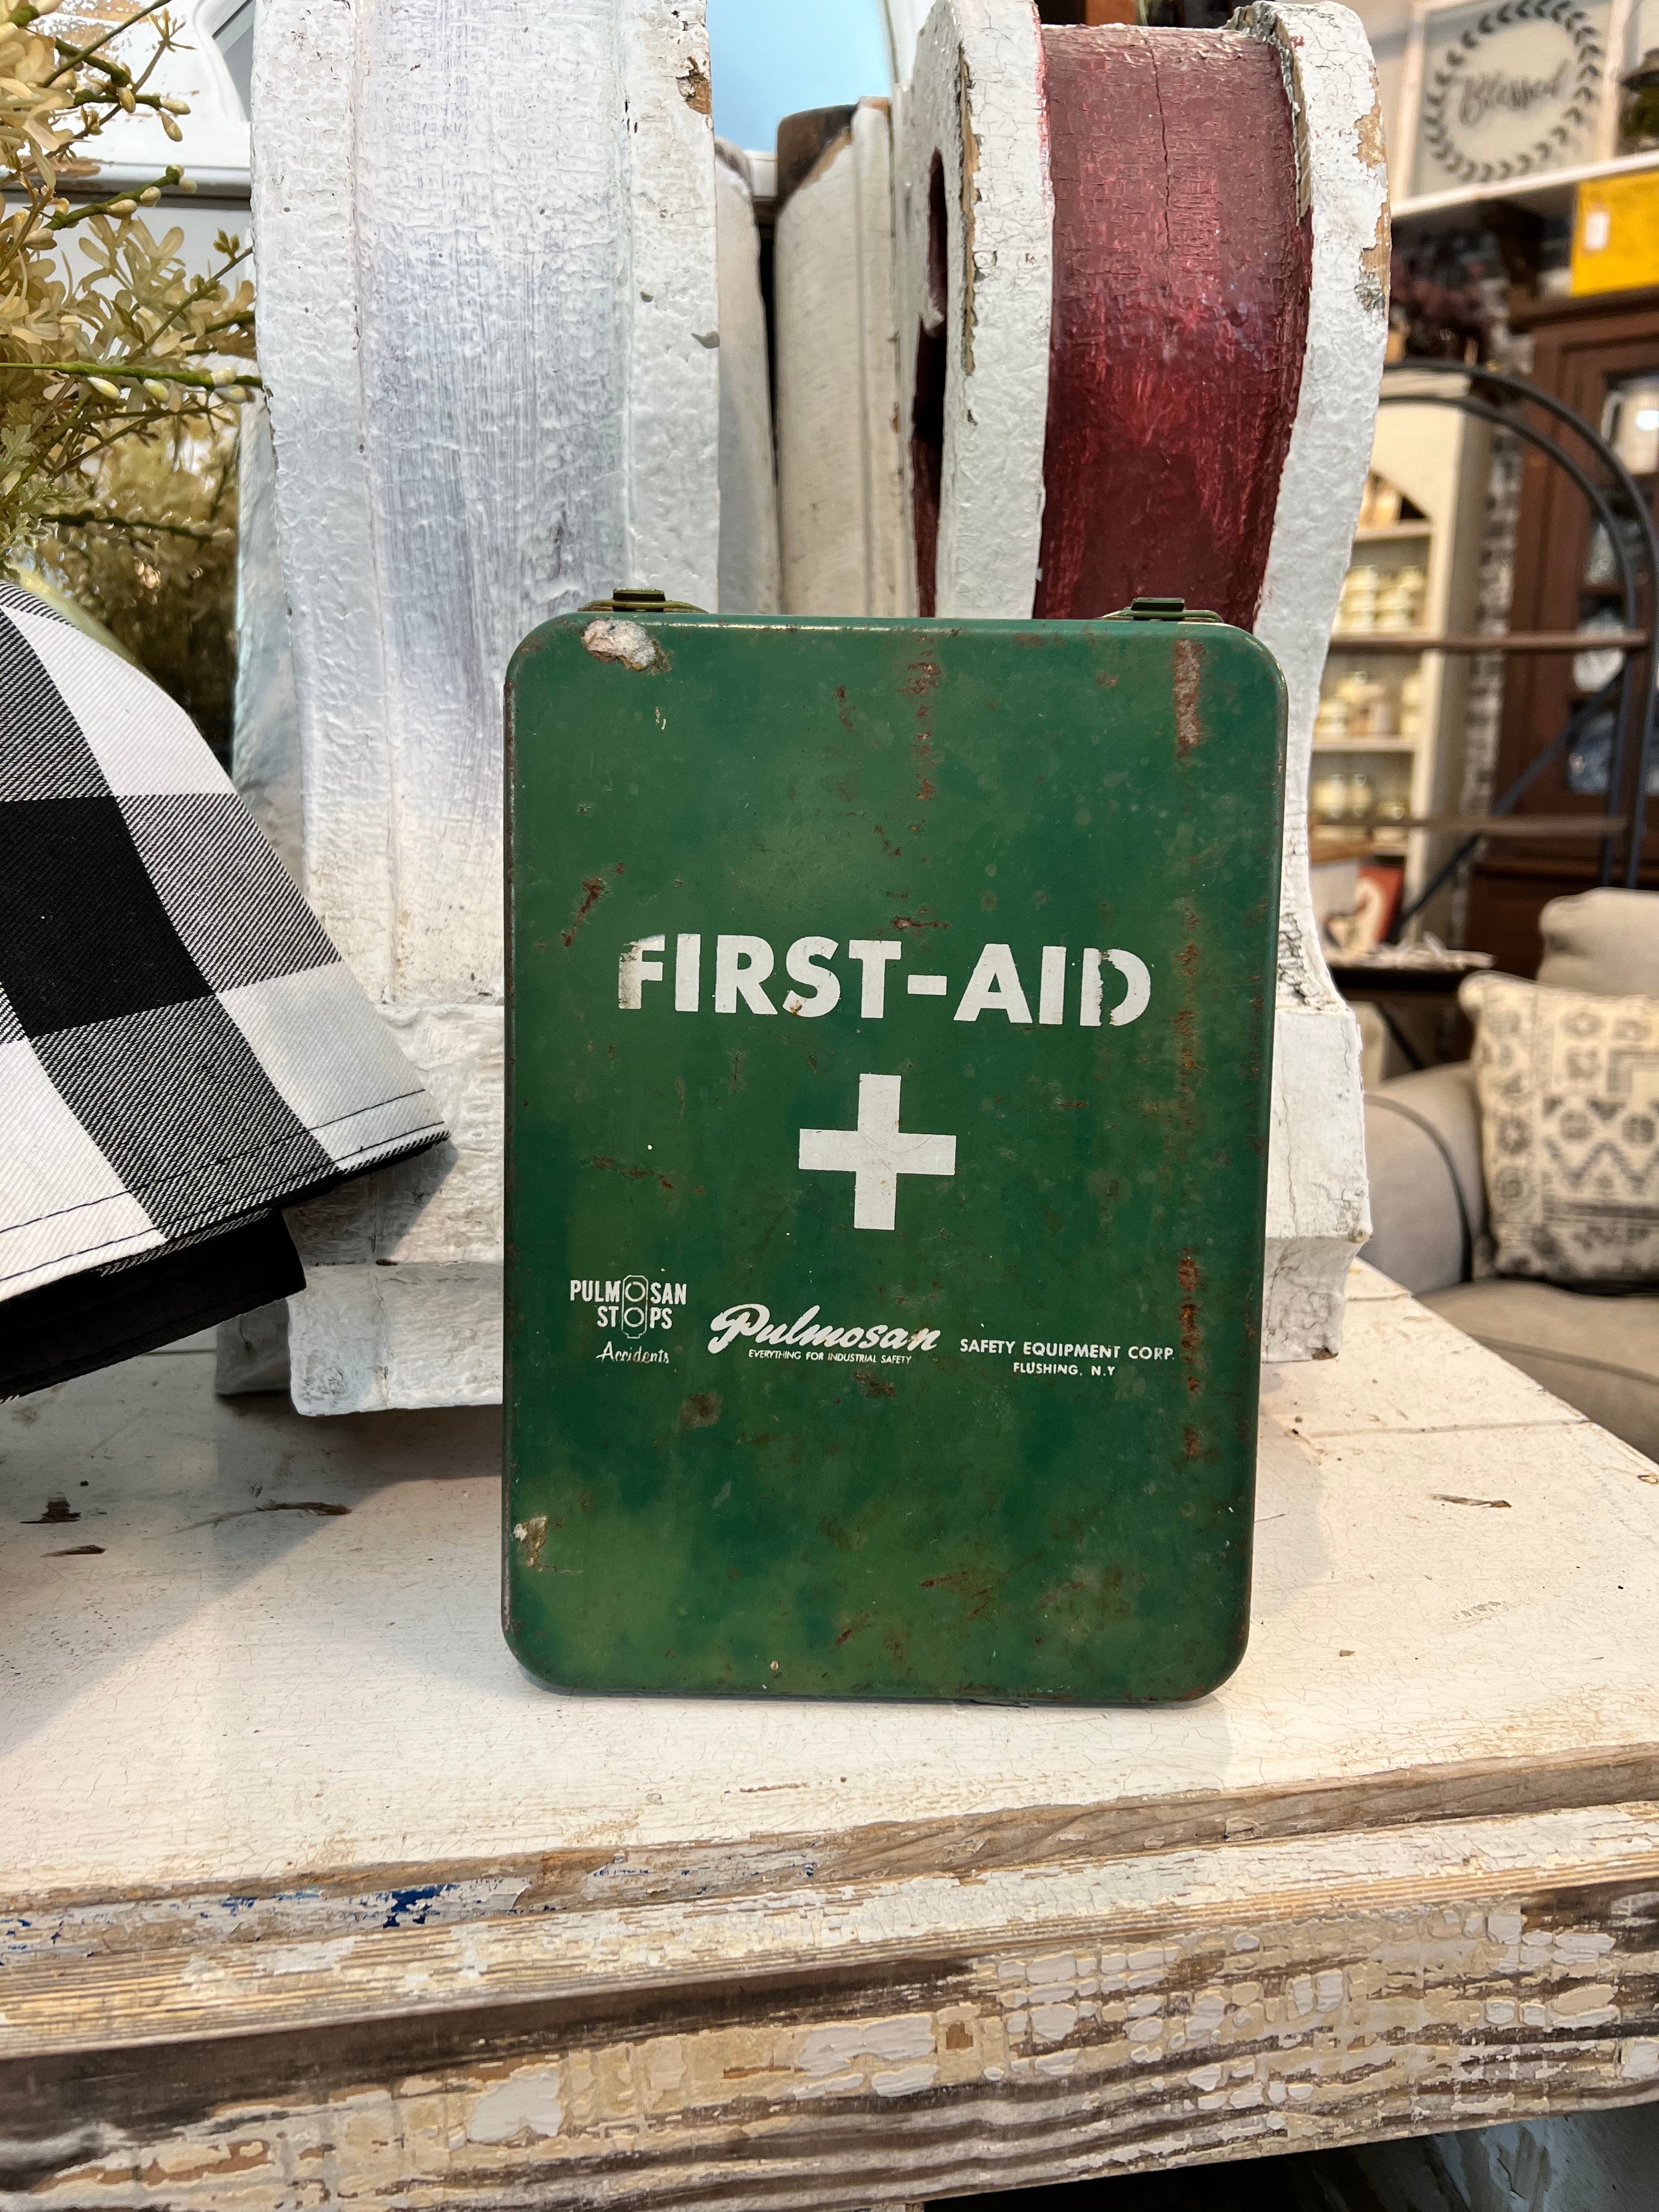 Blessed
FIRST-AID
PULMOSAN
STOPS
Accidents
Pulmosan
EVERYTHING FOR INDUSTRIAL SAFETY
SAFETY EQUIPMENT CORP.
FLUSHING, N.Y